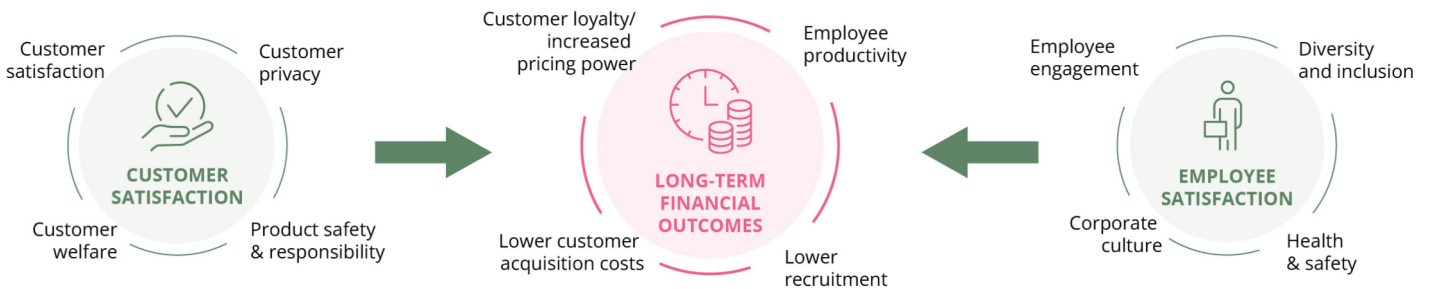 Customer
satisfaction
Customer
privacy
CUSTOMER
SATISFACTION
Customer
welfare
Product safety
& responsibility
Customer loyalty/
increased
pricing power
Employee
productivity
LONG-TERM
FINANCIAL
OUTCOMES
Lower customer
acquisition costs
Lower
recruitment
Employee
engagement
Diversity
and inclusion
EMPLOYEE
SATISFACTION
Corporate
culture
Health
& safety